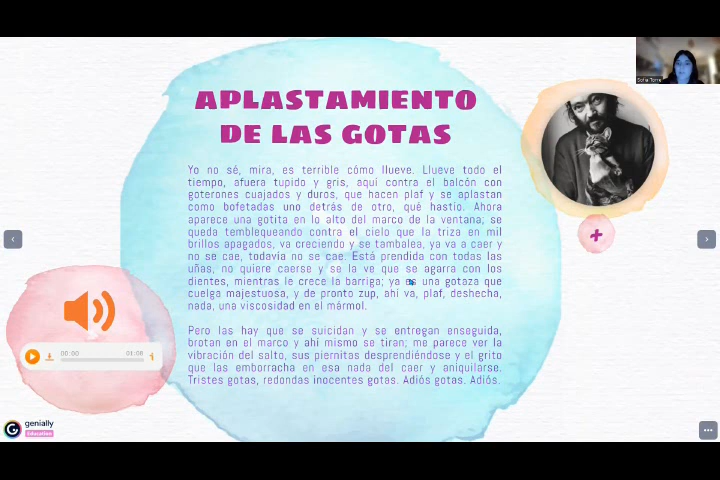 Sofia Torre
APLASTAMIENTO
DE LAS GOTAS
Yo no sé, mira, es terrible cómo llueve. Llueve todo el
tiempo, afuera tupido y gris, aquí contra el balcón con
goterones cuajados y duros, que hacen plaf y se aplastan
como bofetadas uno detrás de otro, qué hastío. Ahora
aparece una gotita en lo alto del marco de la ventana; se
queda temblequeando contra el cielo que la triza en mil
brillos apagados, va creciendo y se tambalea, ya va a caer y
no se cae, todavía no se cae. Está prendida con todas las
uñas, no quiere caerse y se la ve que se agarra con los
dientes, mientras le crece la barriga; ya es una gotaza que
cuelga majestuosa, y de pronto zup, ahí va, plaf, deshecha,
nada, una viscosidad en el mármol.
Pero las hay que se suicidan y se entregan enseguida,
brotan en el marco y ahí mismo se tiran; me parece ver la
vibración del salto, sus piernitas desprendiéndose y el grito
que las emborracha en esa nada del caer y aniquilarse.
Tristes gotas, redondas inocentes gotas. Adiós gotas. Adiós.
00:00 01:08
genially
Education